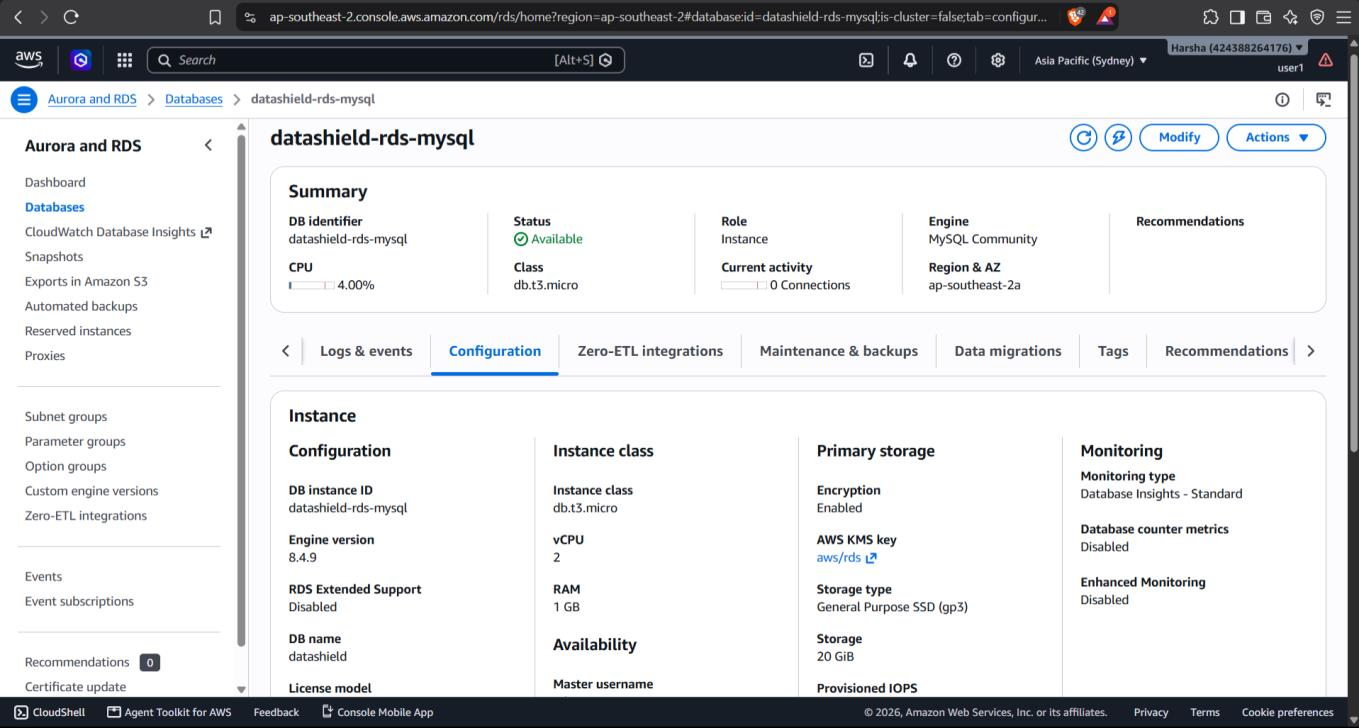 ap-southeast-2.console.aws.amazon.com/rds/home?region=ap-southeast-2#database:id=datashield-rds-mysql;is-cluster=false;tab=configur...
42
1
aws
Search
[Alt+S]
Asia Pacific (Sydney)
Harsha (424388264176)
user1
Aurora and RDS
Databases
datashield-rds-mysql
Aurora and RDS
Dashboard
Databases
CloudWatch Database Insights
Snapshots
Exports in Amazon S3
Automated backups
Reserved instances
Proxies
Subnet groups
Parameter groups
Option groups
Custom engine versions
Zero-ETL integrations
Events
Event subscriptions
Recommendations 0
Certificate update
datashield-rds-mysql
Modify
Actions
Summary
DB identifier
datashield-rds-mysql
CPU
4.00%
Status
Available
Class
db.t3.micro
Role
Instance
Current activity
0 Connections
Engine
MySQL Community
Region & AZ
ap-southeast-2a
Recommendations
Logs & events
Configuration
Zero-ETL integrations
Maintenance & backups
Data migrations
Tags
Recommendations
Instance
Configuration
DB instance ID
datashield-rds-mysql
Engine version
8.4.9
RDS Extended Support
Disabled
DB name
datashield
License model
Instance class
Instance class
db.t3.micro
vCPU
2
RAM
1 GB
Availability
Master username
Primary storage
Encryption
Enabled
AWS KMS key
aws/rds
Storage type
General Purpose SSD (gp3)
Storage
20 GiB
Provisioned IOPS
Monitoring
Monitoring type
Database Insights - Standard
Database counter metrics
Disabled
Enhanced Monitoring
Disabled
CloudShell
Agent Toolkit for AWS
Feedback
Console Mobile App
© 2026, Amazon Web Services, Inc. or its affiliates.
Privacy
Terms
Cookie preferences